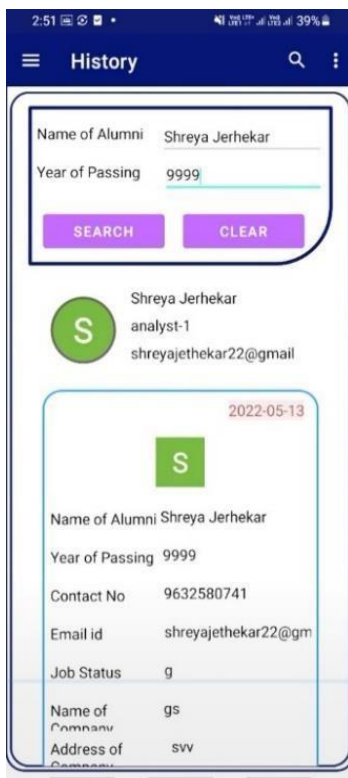 2:51 39%
History
Name of Alumni Shreya Jerhekar
Year of Passing 9999
SEARCH CLEAR
Shreya Jerhekar
S analyst-1
shreyajethekar22@gmail
2022-05-13
S
Name of Alumni Shreya Jerhekar
Year of Passing 9999
Contact No 9632580741
Email id shreyajethekar22@gm
Job Status g
Name of gs
Company
Address of svv
Company